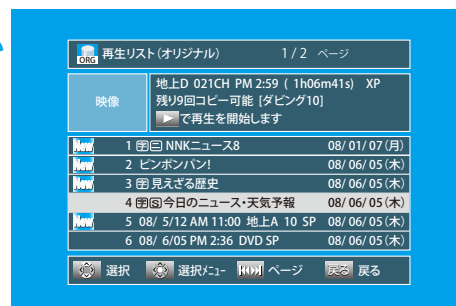 ORG 再生リスト(オリジナル) 1/2 ページ
映像
地上D 021CH PM 2:59 ( 1h06m41s) XP
残り9回コピー可能 [ダビング10]
で再生を開始します
New 1 字二 NNKニュース8 08/01/07(月)
2 ピンポンパン! 08/06/05(木)
New 3 字 見えざる歴史 08/06/05(木)
4 字S今日のニュース・天気予報 08/06/05(木)
New 5 08/ 5/12 AM 11:00 地上A 10 SP 08/06/05(木)
6 08/ 6/05 PM 2:36 DVD SP 08/06/05(木)
選択 選択メニュー ページ 戻る 戻る